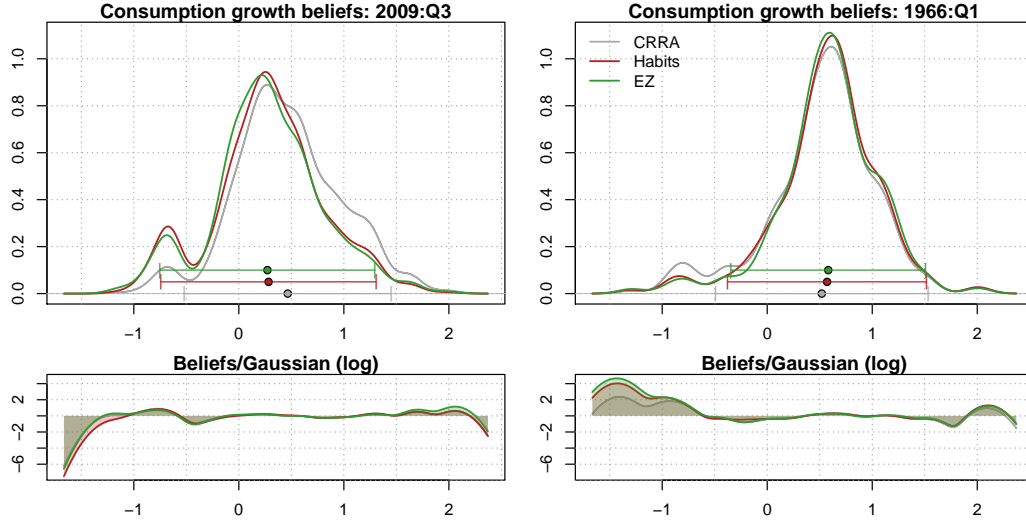 Consumption growth beliefs: 2009:Q3
0.0 0.2 0.4 0.6 0.8 1.0
−1 0 1 2
Consumption growth beliefs: 1966:Q1
CRRA
Habits
EZ
0.0 0.2 0.4 0.6 0.8 1.0
−1 0 1 2
Beliefs/Gaussian (log)
−6 −2 2
−1 0 1 2
Beliefs/Gaussian (log)
−6 −2 2
−1 0 1 2